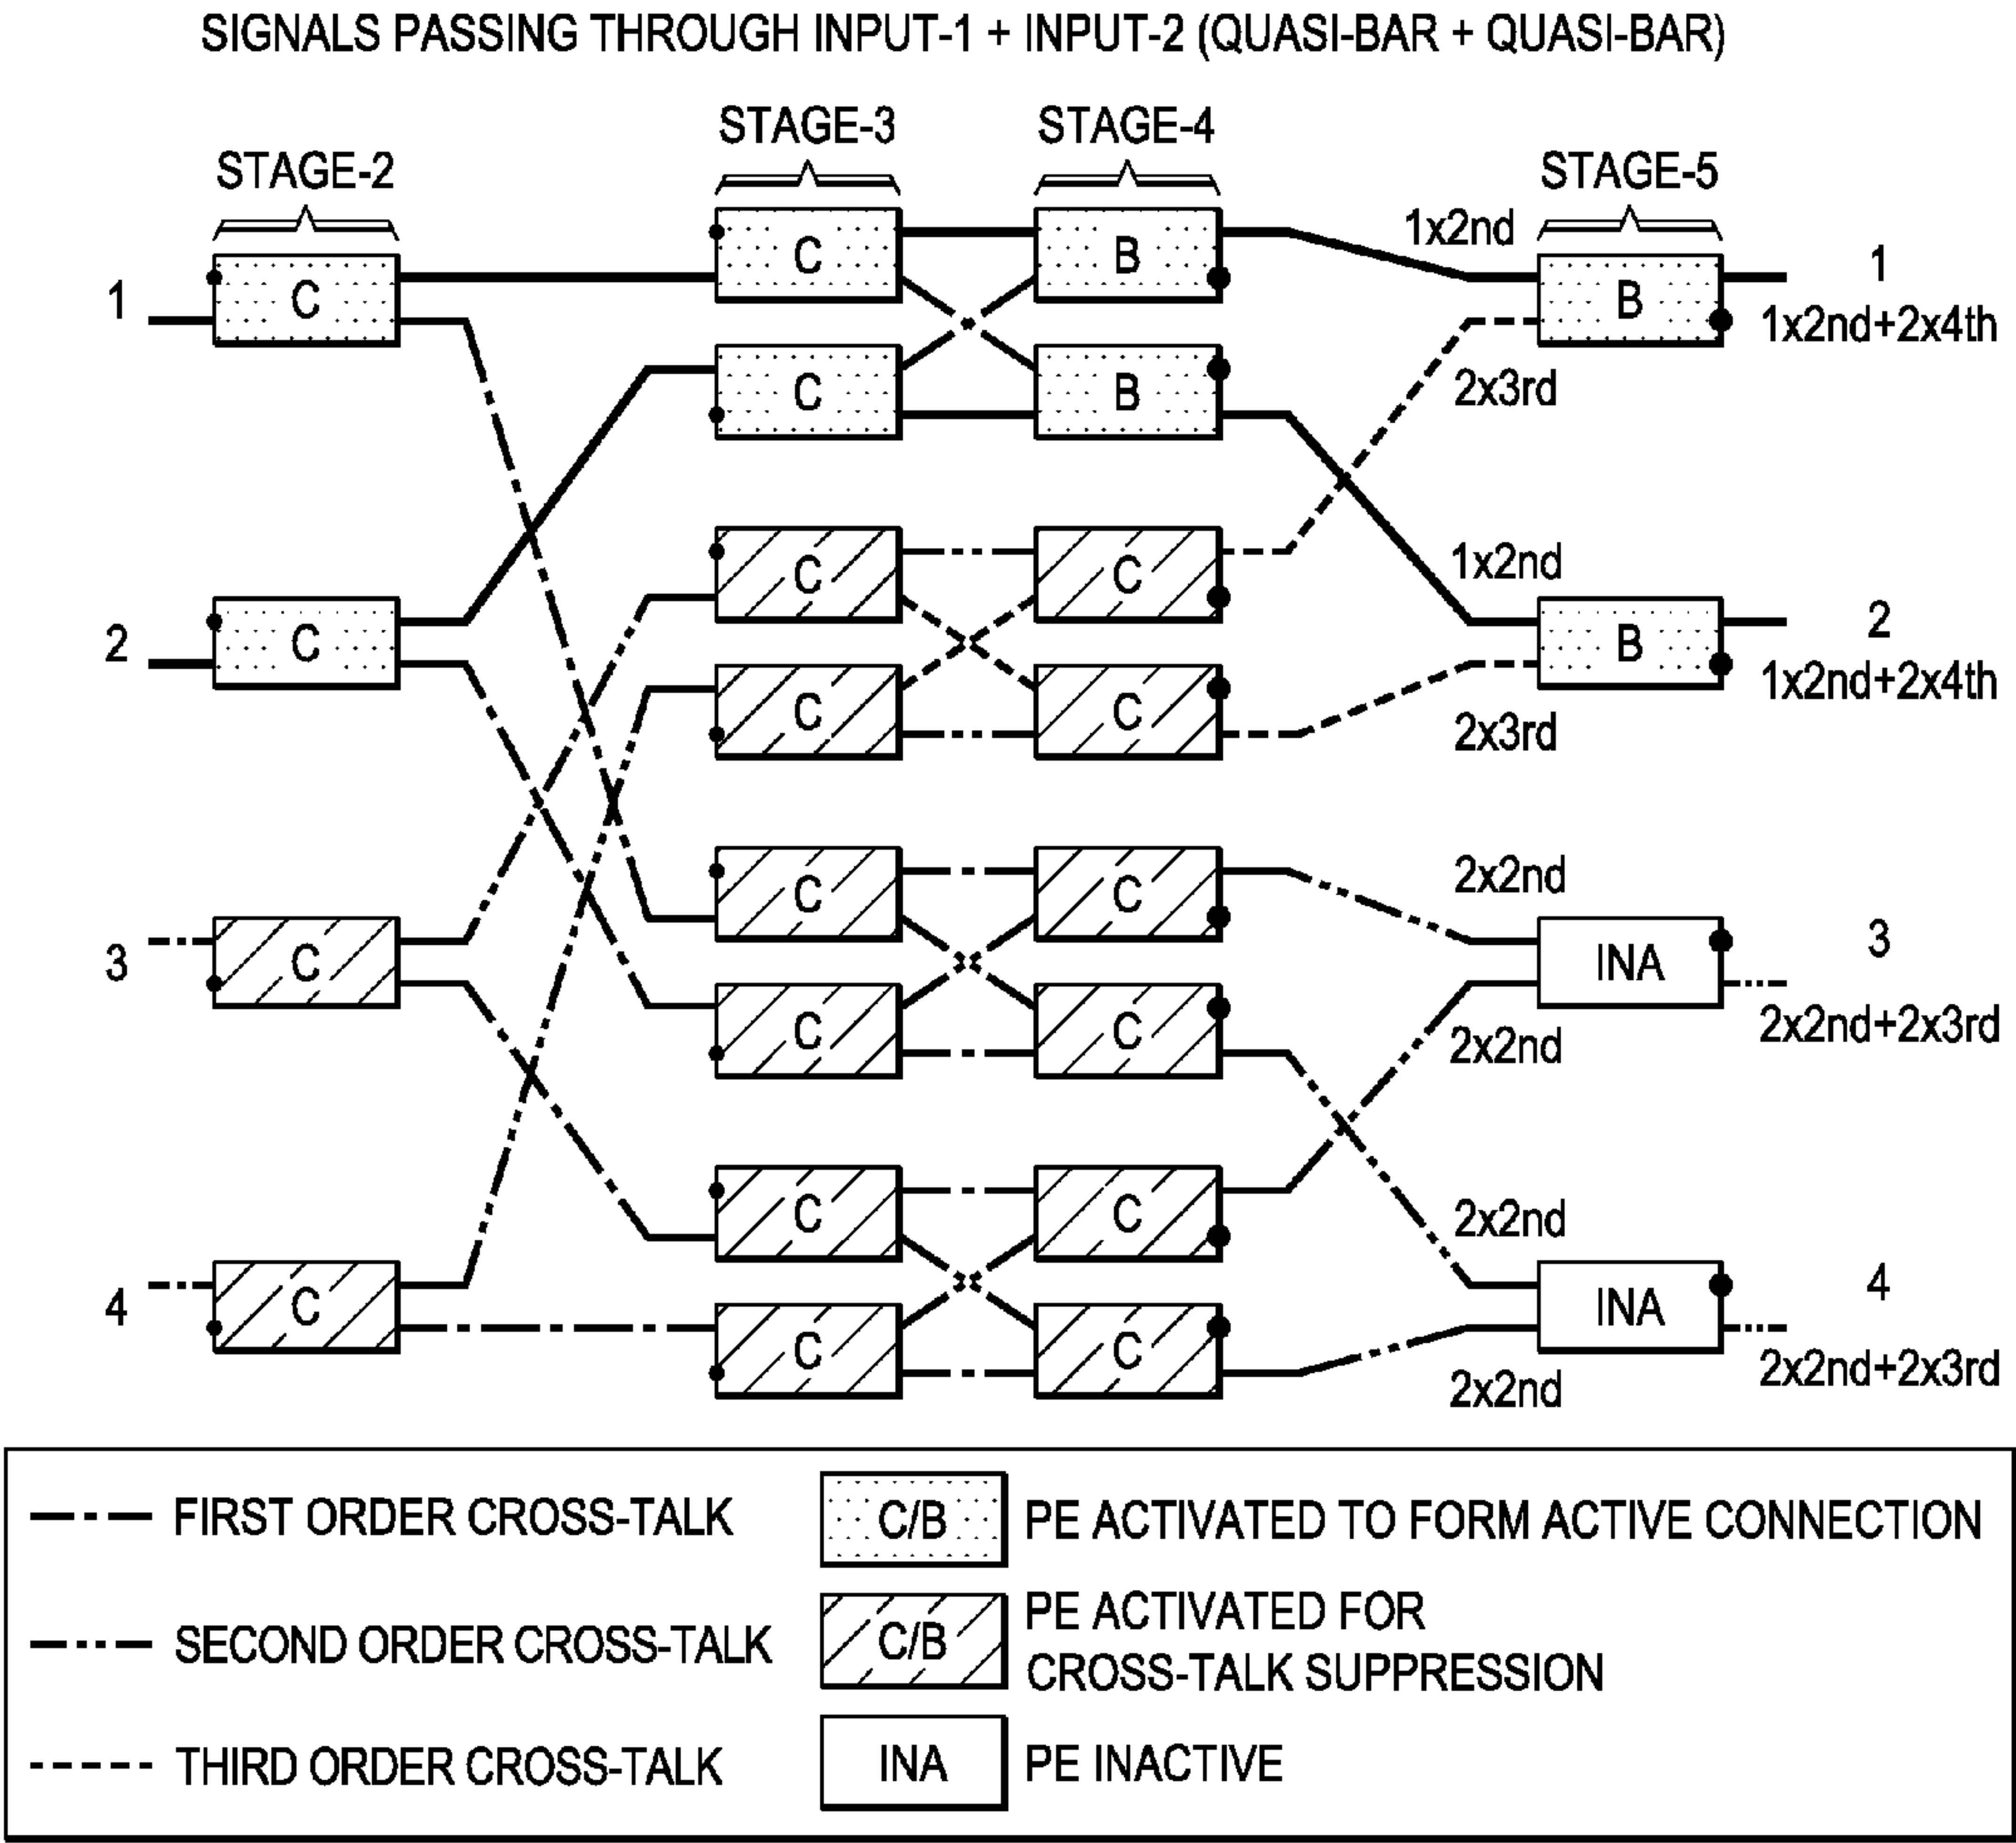 SIGNALS PASSING THROUGH INPUT-1 + INPUT-2 (QUASI-BAR + QUASI-BAR)
STAGE-2
STAGE-3
STAGE-4
STAGE-5
1
C
C
B
1x2nd
B
1
1x2nd+2x4th
C
B
2x3rd
2
C
C
C
1x2nd
B
2
1x2nd+2x4th
C
C
2x3rd
3
C
C
C
2x2nd
INA
3
2x2nd+2x3rd
C
C
2x2nd
4
C
C
C
2x2nd
INA
4
2x2nd+2x3rd
C
C
2x2nd
FIRST ORDER CROSS-TALK
C/B
PE ACTIVATED TO FORM ACTIVE CONNECTION
SECOND ORDER CROSS-TALK
C/B
PE ACTIVATED FOR
CROSS-TALK SUPPRESSION
THIRD ORDER CROSS-TALK
INA
PE INACTIVE